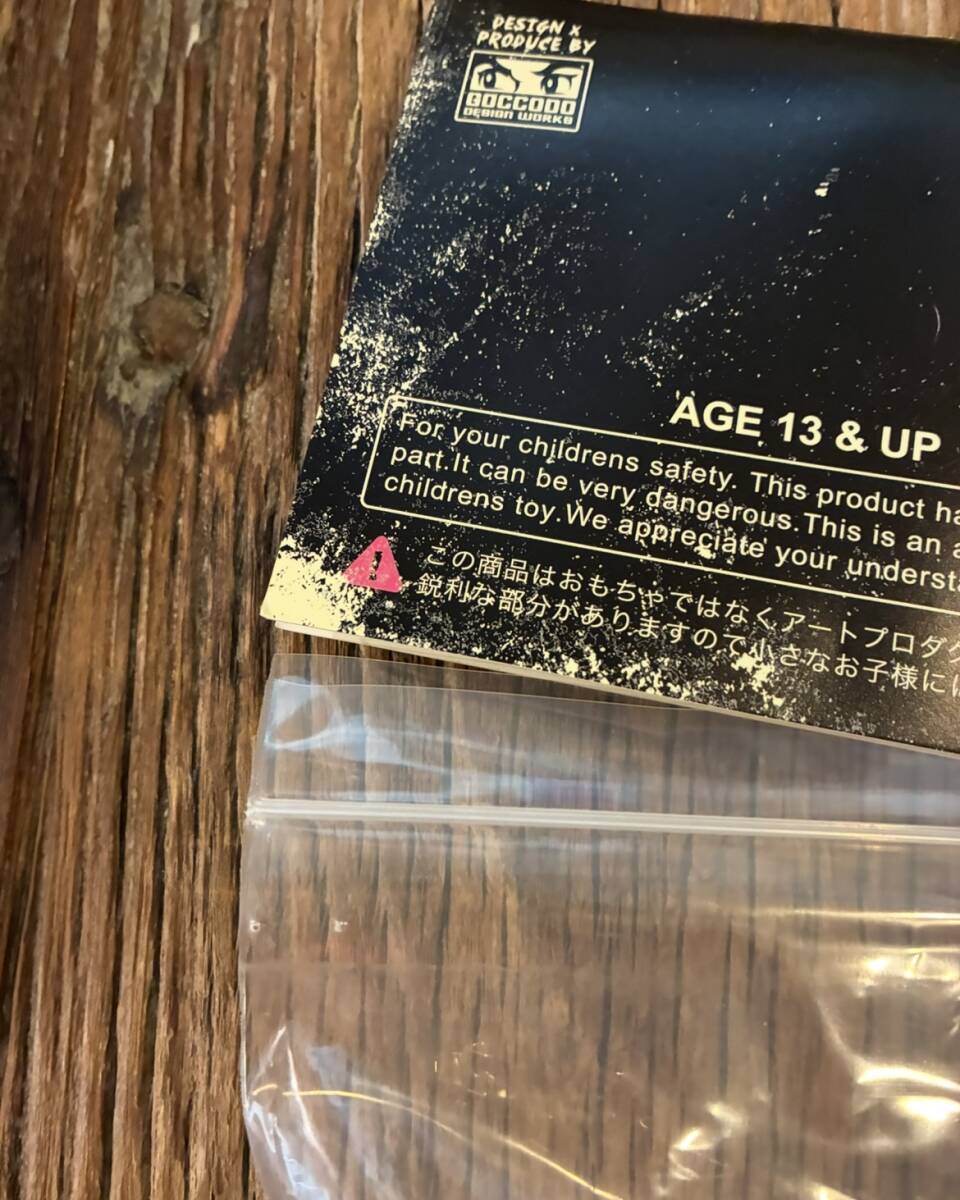 DESIGN X
PRODUCE BY
GOCCODO
DESIGN WORKS
AGE 13 & UP
For your childrens safety. This product ha
part.It can be very dangerous.This is an a
childrens toy.We appreciate your understa
この商品はおもちゃではなくアートプロダク
鋭利な部分がありますので小さなお子様には